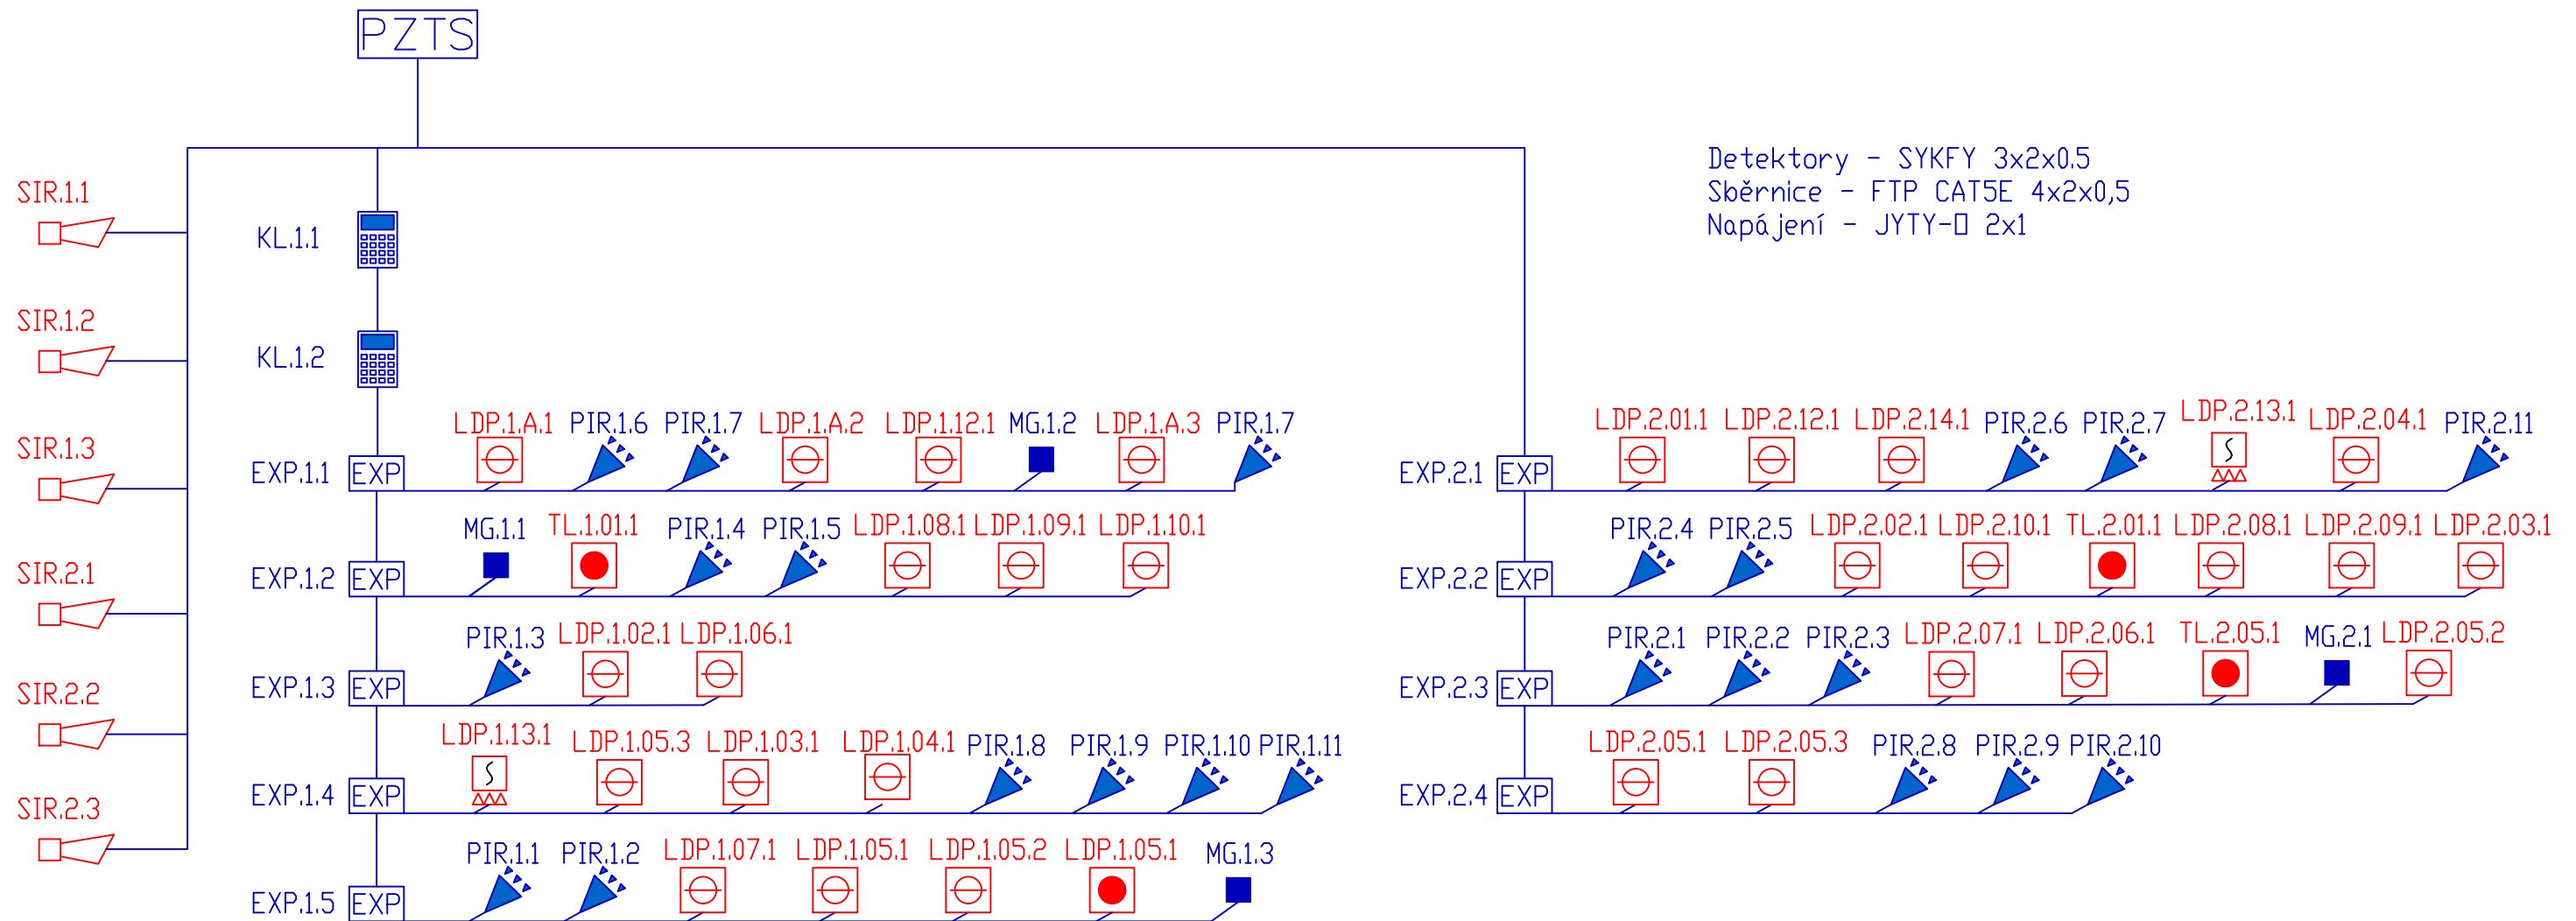 PZTS
Detektory - SYKFY 3x2x0.5
Sběrnice - FTP CAT5E 4x2x0,5
Napájení - JYTY-O 2x1
SIR.1.1
SIR.1.2
SIR.1.3
SIR.2.1
SIR.2.2
SIR.2.3
KL.1.1
KL.1.2
LDP.1.A.1 PIR.1.6 PIR.1.7 LDP.1.A.2 LDP.1.12.1 MG.1.2 LDP.1.A.3 PIR.1.7
EXP.1.1 EXP
MG.1.1 TL.1.01.1 PIR.1.4 PIR.1.5 LDP.1.08.1 LDP.1.09.1 LDP.1.10.1
EXP.1.2 EXP
PIR.1.3 LDP.1.02.1 LDP.1.06.1
EXP.1.3 EXP
LDP.1.13.1 LDP.1.05.3 LDP.1.03.1 LDP.1.04.1 PIR.1.8 PIR.1.9 PIR.1.10 PIR.1.11
EXP.1.4 EXP
PIR.1.1 PIR.1.2 LDP.1.07.1 LDP.1.05.1 LDP.1.05.2 LDP.1.05.1 MG.1.3
EXP.1.5 EXP
LDP.2.01.1 LDP.2.12.1 LDP.2.14.1 PIR.2.6 PIR.2.7 LDP.2.13.1 LDP.2.04.1 PIR.2.11
EXP.2.1 EXP
PIR.2.4 PIR.2.5 LDP.2.02.1 LDP.2.10.1 TL.2.01.1 LDP.2.08.1 LDP.2.09.1 LDP.2.03.1
EXP.2.2 EXP
PIR.2.1 PIR.2.2 PIR.2.3 LDP.2.07.1 LDP.2.06.1 TL.2.05.1 MG.2.1 LDP.2.05.2
EXP.2.3 EXP
LDP.2.05.1 LDP.2.05.3 PIR.2.8 PIR.2.9 PIR.2.10
EXP.2.4 EXP